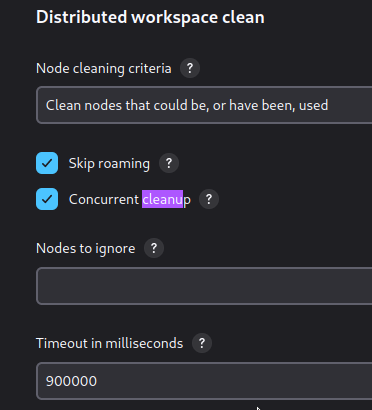 Distributed workspace clean
Node cleaning criteria ?
Clean nodes that could be, or have been, used
Skip roaming ?
Concurrent cleanup ?
Nodes to ignore ?
Timeout in milliseconds ?
900000